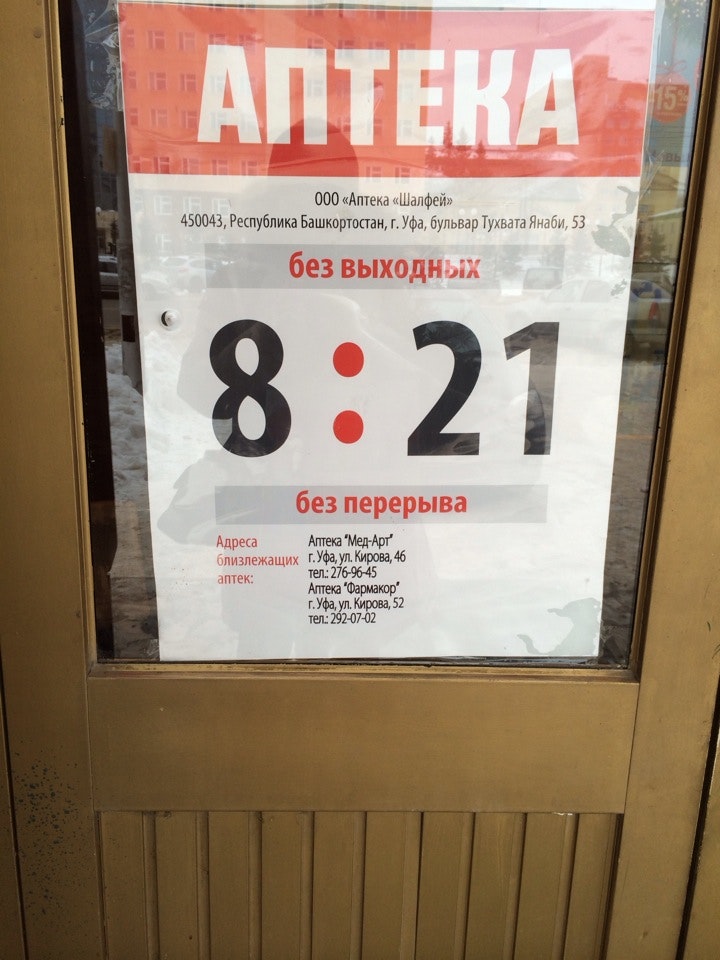 АПТЕКА
15%
ООО «Аптека «Шалфей»
450043, Республика Башкортостан, г. Уфа, бульвар Тухвата Янаби, 53
без выходных
8 : 21
без перерыва
Адреса близлежащих аптек:
Аптека "Мед-Арт"
г. Уфа, ул. Кирова, 46
тел.: 276-96-45
Аптека "Фармакор"
г. Уфа, ул. Кирова, 52
тел.: 292-07-02